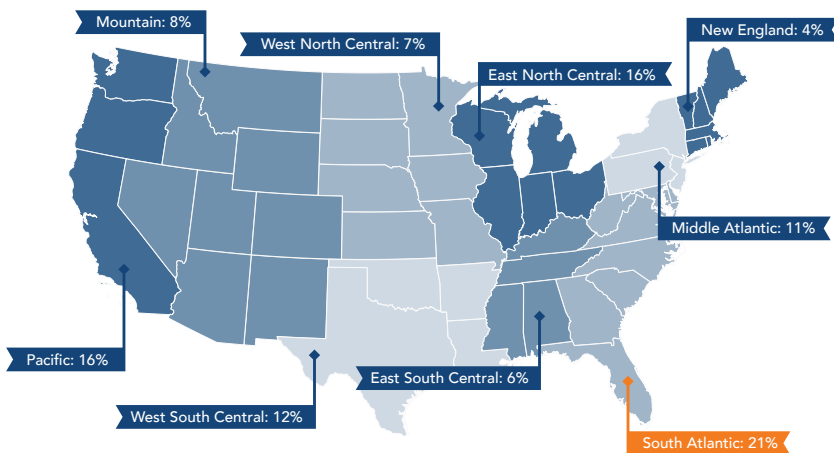 Mountain: 8%
New England: 4%
West North Central: 7%
East North Central: 16%
Middle Atlantic: 11%
Pacific: 16%
East South Central: 6%
West South Central: 12%
South Atlantic: 21%